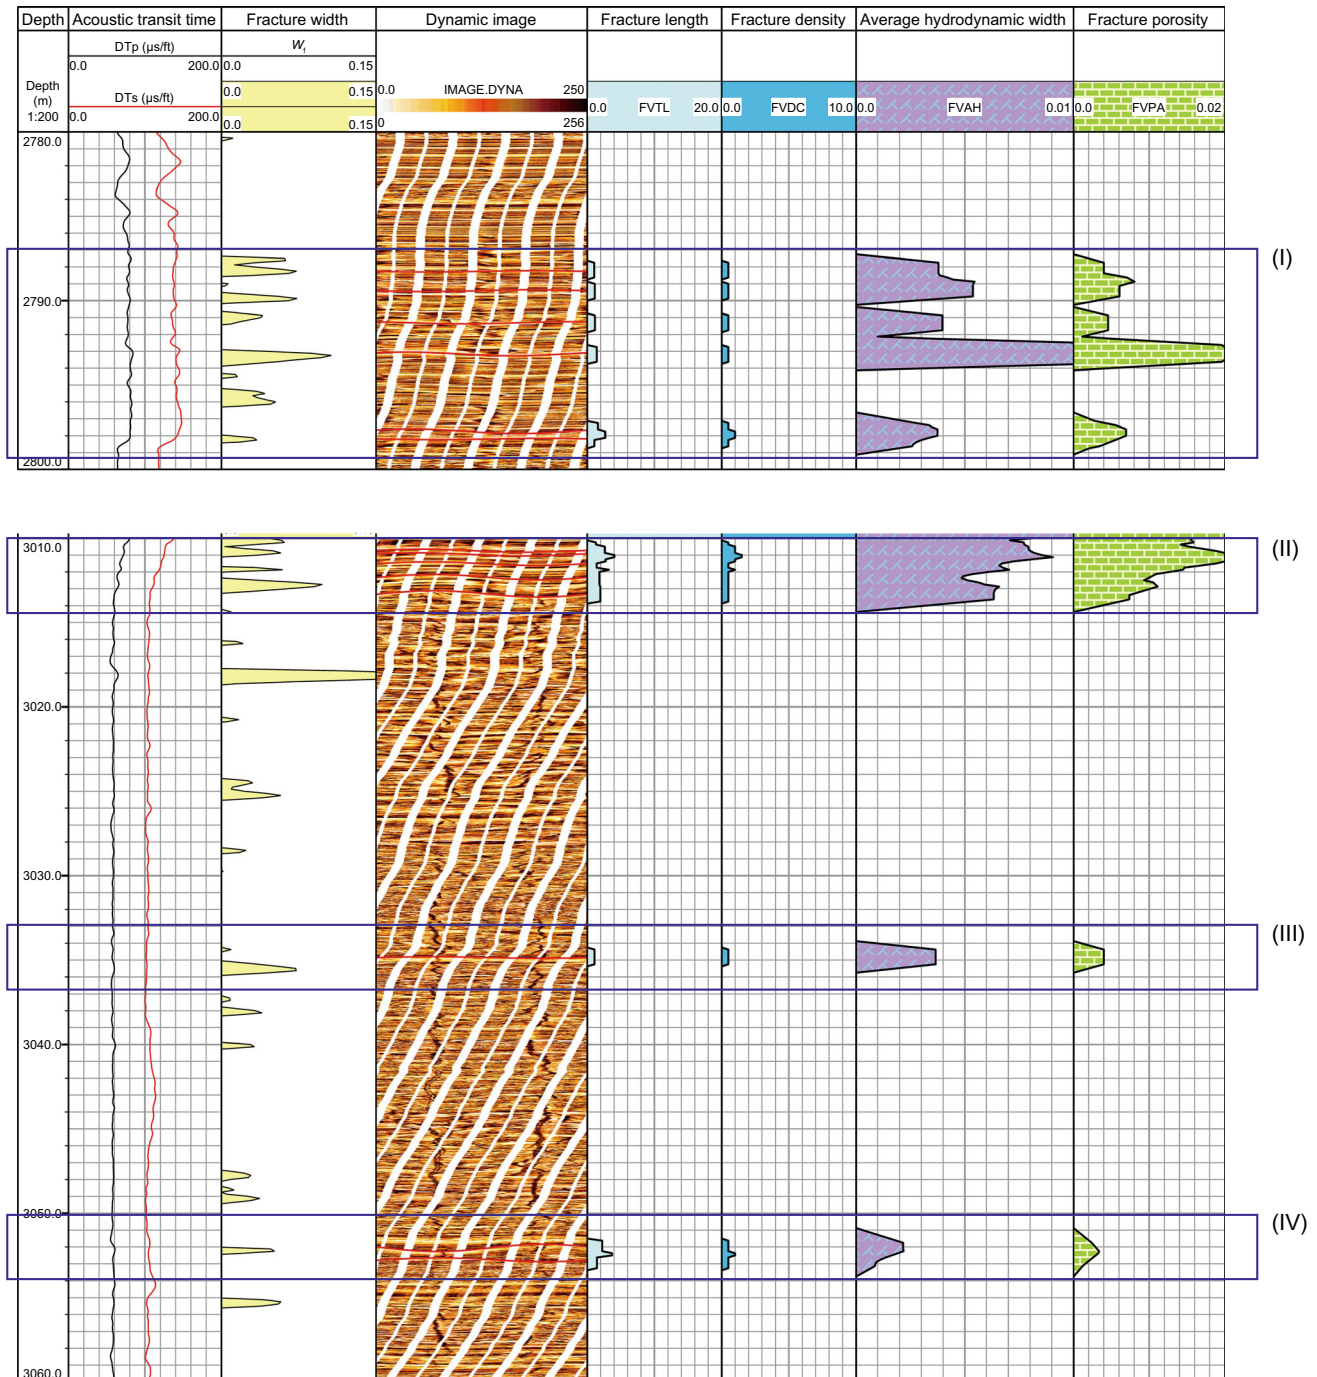 Depth Acoustic transit time Fracture width Dynamic image Fracture length Fracture density Average hydrodynamic width Fracture porosity
DTp (μs/ft) Wf
0.0 200.0 0.0 0.15
Depth (m) 1:200
DTs (μs/ft) 0.0 0.15 0.0 IMAGE.DYNA 250 0.0 FVTL 20.0 0.0 FVDC 10.0 0.0 FVAH 0.01 0.0 FVPA 0.02
0.0 200.0 0.0 0.15 0 256
2780.0
(I)
2790.0
2800.0
3010.0 (II)
3020.0
3030.0
(III)
3040.0
3050.0
(IV)
3060.0